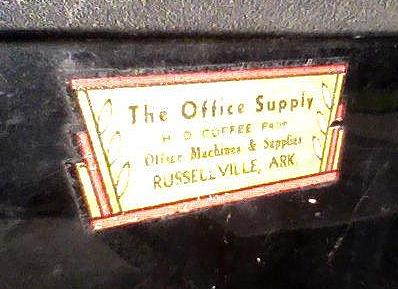 The Office Supply
H O COFFEE
Office Machines & Supplies
RUSSELLVILLE, ARK.